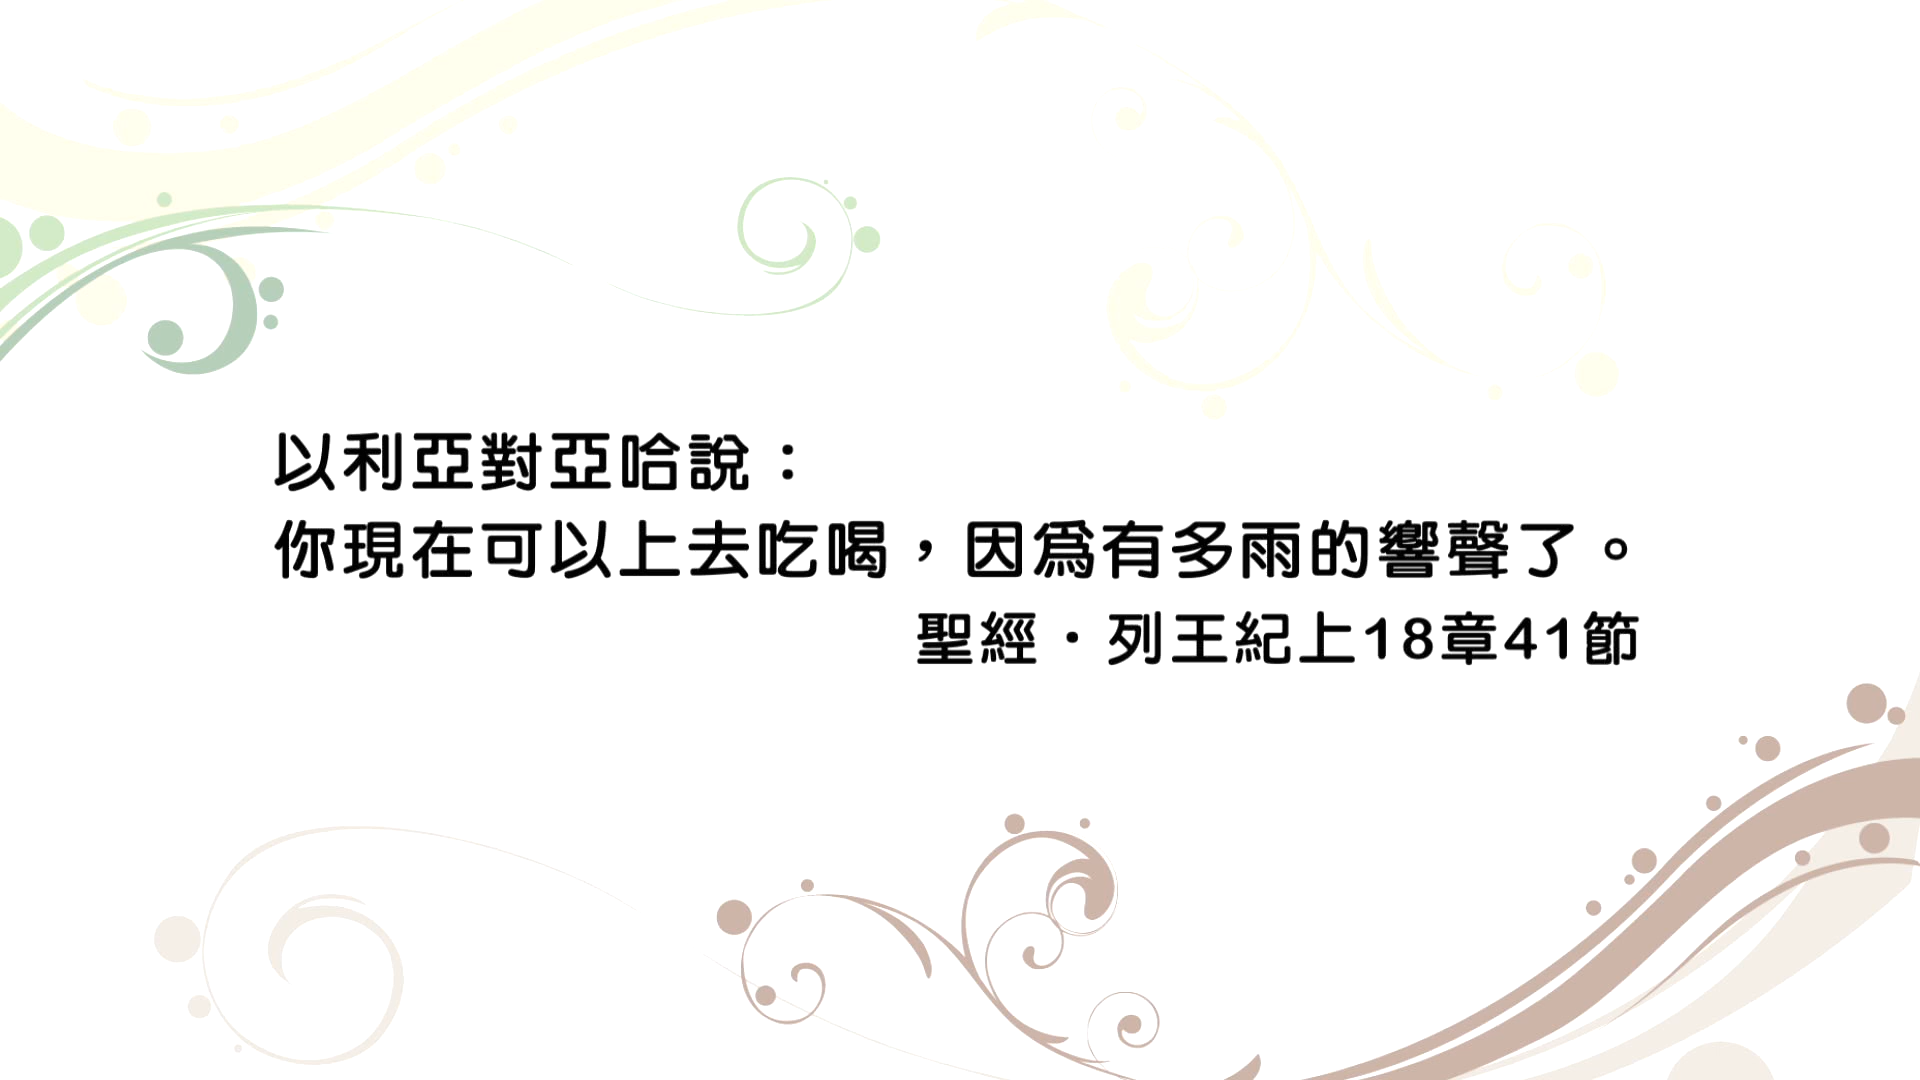 以利亞對亞哈說：
你現在可以上去吃喝，因爲有多雨的響聲了。
聖經．列王紀上18章41節